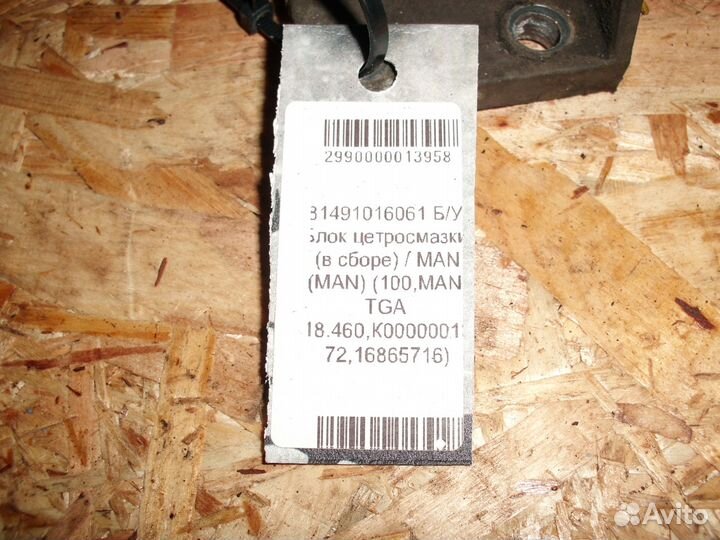 2990000013958
81491016061 Б/У
Блок цетросмазки
(в сборе) / MAN
(MAN) (100,MAN
TGA
18.460,K0000001
72,16865716)
Avito